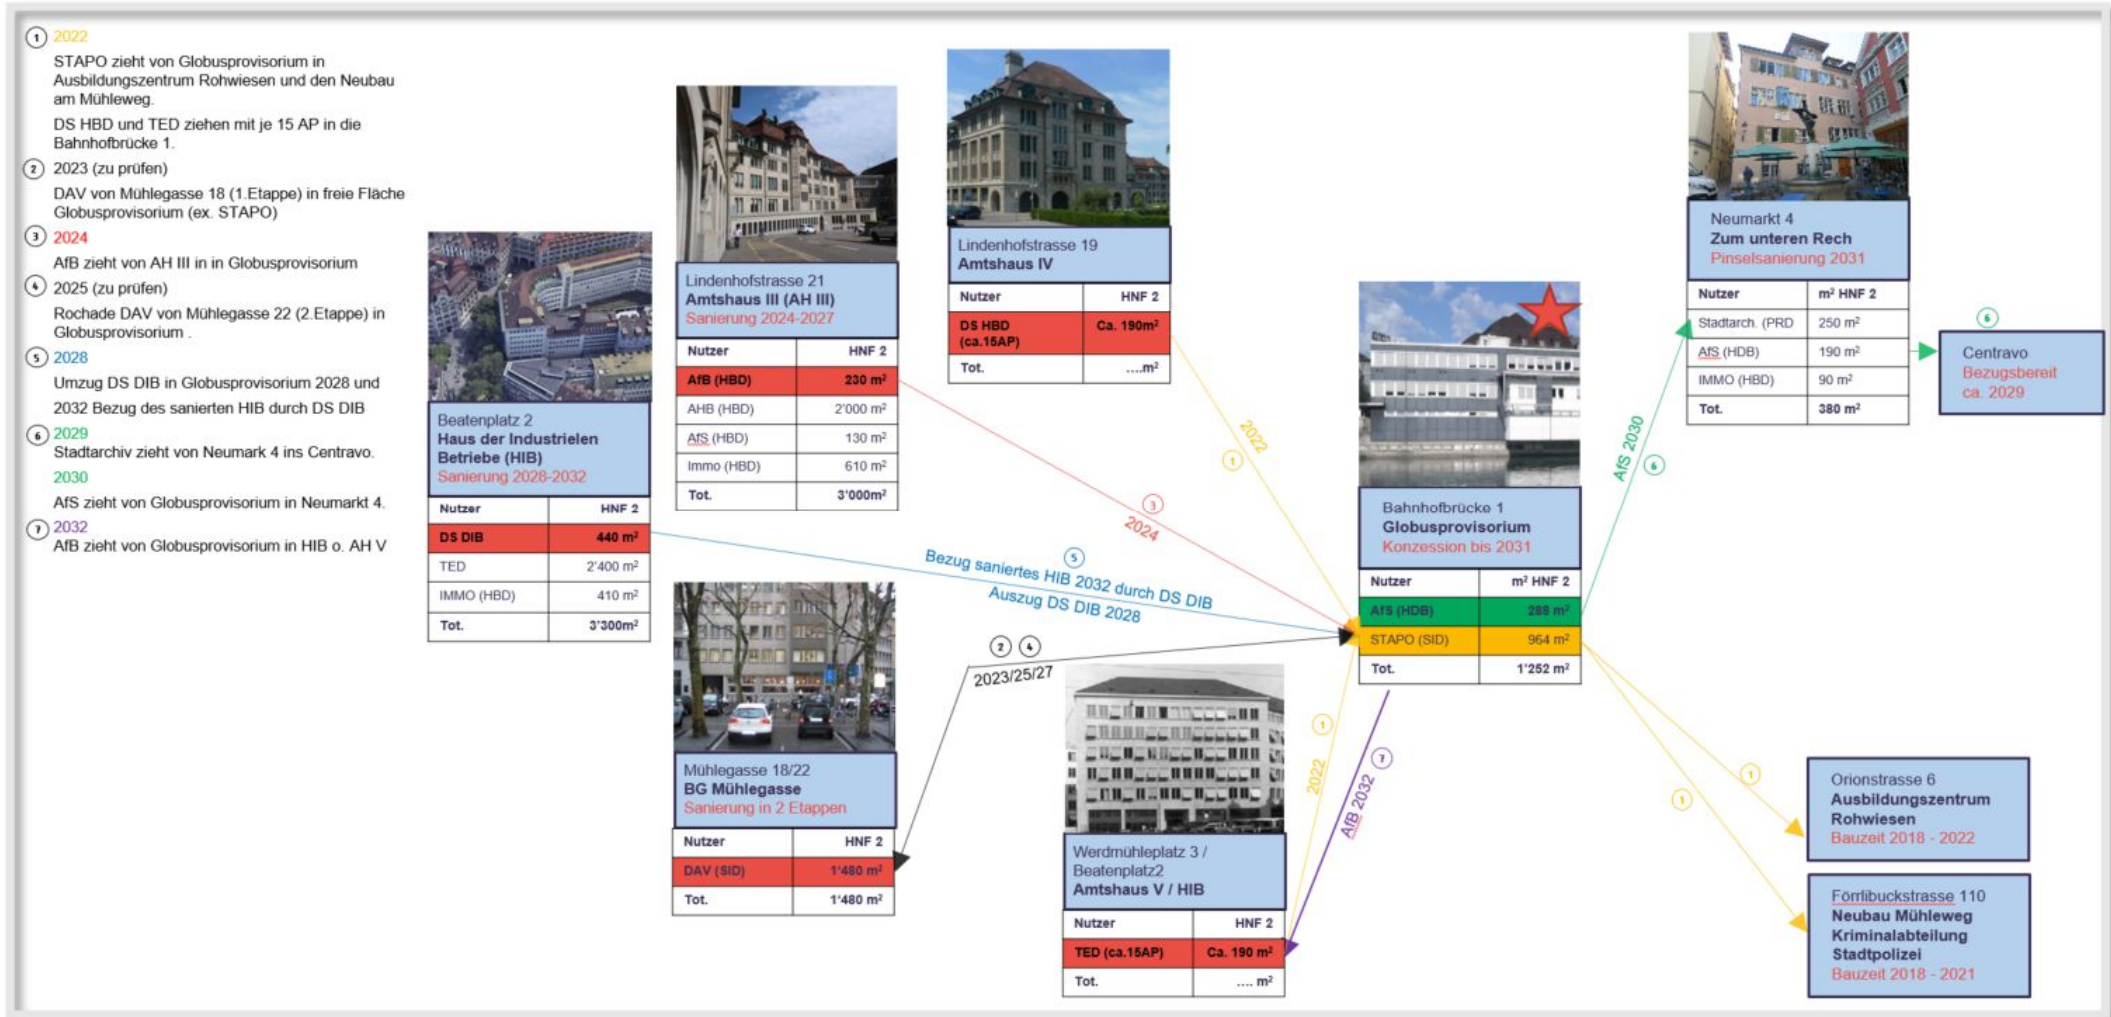 1 2022
STAPO zieht von Globusprovisorium in
Ausbildungszentrum Rohwiesen und den Neubau
am Mühleweg.
DS HBD und TED ziehen mit je 15 AP in die
Bahnhofbrücke 1.
2 2023 (zu prüfen)
DAV von Mühlegasse 18 (1.Etappe) in freie Fläche
Globusprovisorium (ex. STAPO)
3 2024
AfB zieht von AH III in in Globusprovisorium
4 2025 (zu prüfen)
Rochade DAV von Mühlegasse 22 (2.Etappe) in
Globusprovisorium .
5 2028
Umzug DS DIB in Globusprovisorium 2028 und
2032 Bezug des sanierten HIB durch DS DIB
6 2029
Stadtarchiv zieht von Neumark 4 ins Centravo.
2030
AfS zieht von Globusprovisorium in Neumarkt 4.
7 2032
AfB zieht von Globusprovisorium in HIB o. AH V
Beatenplatz 2
Haus der Industrielen
Betriebe (HIB)
Sanierung 2028-2032
Nutzer HNF 2
DS DIB 440 m²
TED 2'400 m²
IMMO (HBD) 410 m²
Tot. 3'300m²
Lindenhofstrasse 21
Amtshaus III (AH III)
Sanierung 2024-2027
Nutzer HNF 2
AfB (HBD) 230 m²
AHB (HBD) 2'000 m²
AfS (HBD) 130 m²
Immo (HBD) 610 m²
Tot. 3'000m²
Lindenhofstrasse 19
Amtshaus IV
Nutzer HNF 2
DS HBD Ca. 190m²
(ca.15AP)
Tot. ....m²
Mühlegasse 18/22
BG Mühlegasse
Sanierung in 2 Etappen
Nutzer HNF 2
DAV (SID) 1'480 m²
Tot. 1'480 m²
Werdmühleplatz 3 /
Beatenplatz2
Amtshaus V / HIB
Nutzer HNF 2
TED (ca.15AP) Ca. 190 m²
Tot. .... m²
Bahnhofbrücke 1
Globusprovisorium
Konzession bis 2031
Nutzer m² HNF 2
AfS (HDB) 288 m²
STAPO (SID) 964 m²
Tot. 1'252 m²
Neumarkt 4
Zum unteren Rech
Pinselsanierung 2031
Nutzer m² HNF 2
Stadtarch. (PRD 250 m²
AfS (HDB) 190 m²
IMMO (HBD) 90 m²
Tot. 380 m²
6
Centravo
Bezugsbereit
ca. 2029
Orionstrasse 6
Ausbildungszentrum
Rohwiesen
Bauzeit 2018 - 2022
Förrlibuckstrasse 110
Neubau Mühleweg
Kriminalabteilung
Stadtpolizei
Bauzeit 2018 - 2021
2022
1
3
2024
5
Bezug saniertes HIB 2032 durch DS DIB
Auszug DS DIB 2028
2 4
2023/25/27
1
2022
7
AfB 2032
AfS 2030
6
1
1